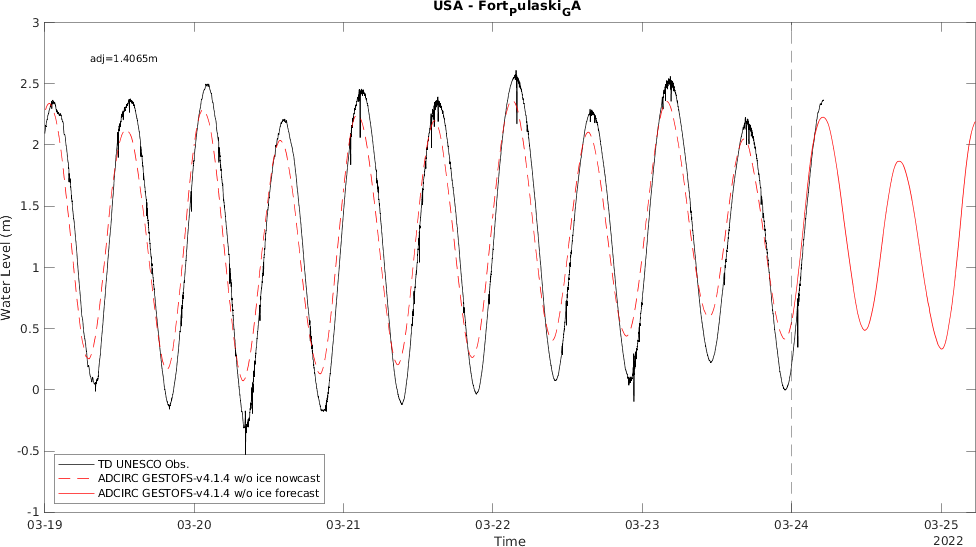 USA - Fort_Pulaski_GA
3
adj=1.4065m
2.5
2
1.5
1
0.5
0
-0.5
-1
Water Level (m)
TD UNESCO Obs.
ADCIRC GESTOFS-v4.1.4 w/o ice nowcast
ADCIRC GESTOFS-v4.1.4 w/o ice forecast
03-19 03-20 03-21 03-22 03-23 03-24 03-25
Time 2022